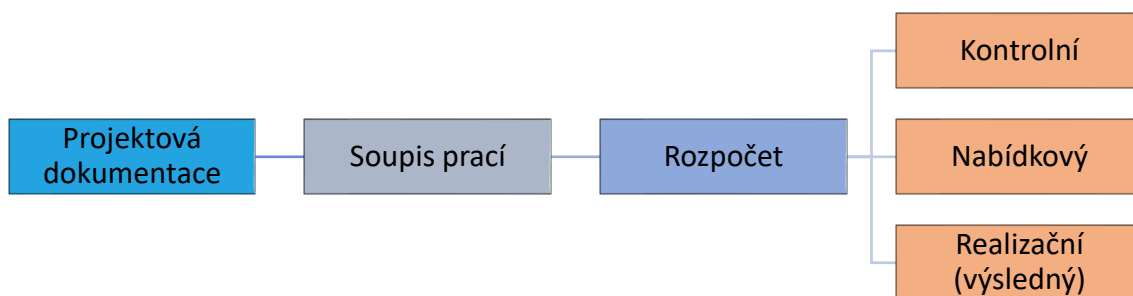 Projektová
dokumentace
Soupis prací
Rozpočet
Kontrolní
Nabídkový
Realizační
(výsledný)